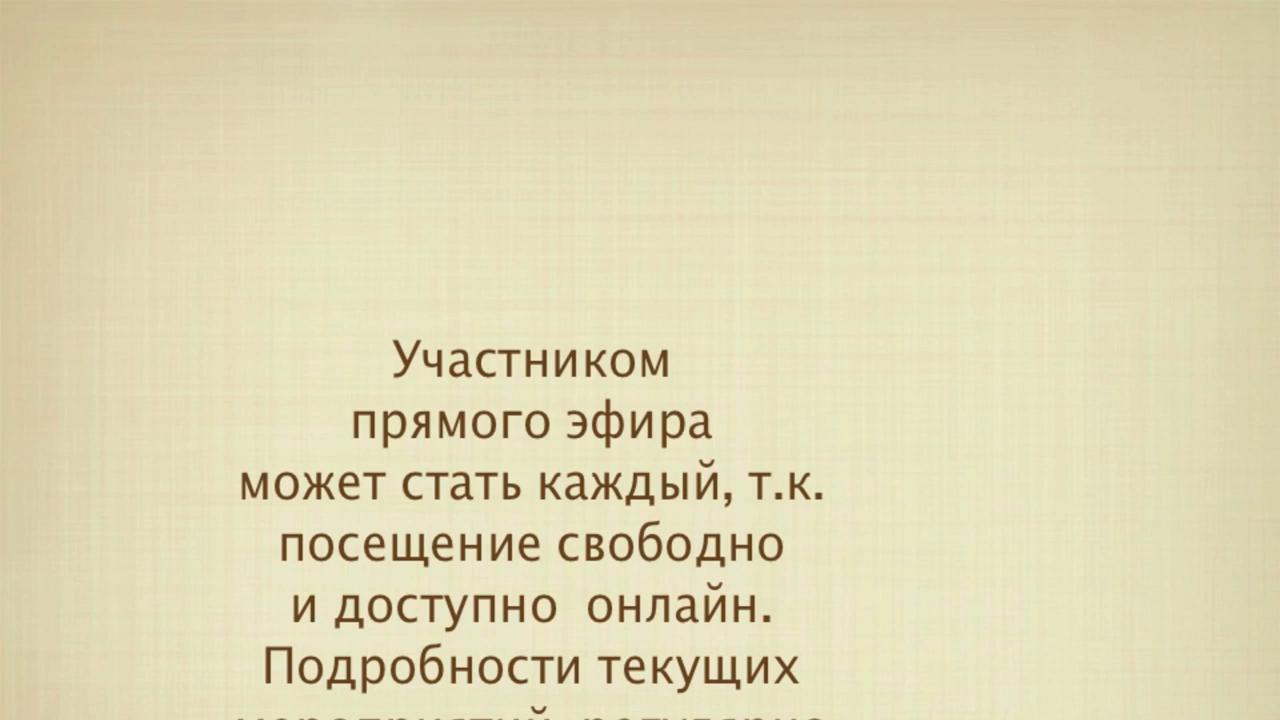 Участником
прямого эфира
может стать каждый, т.к.
посещение свободно
и доступно  онлайн.
Подробности текущих